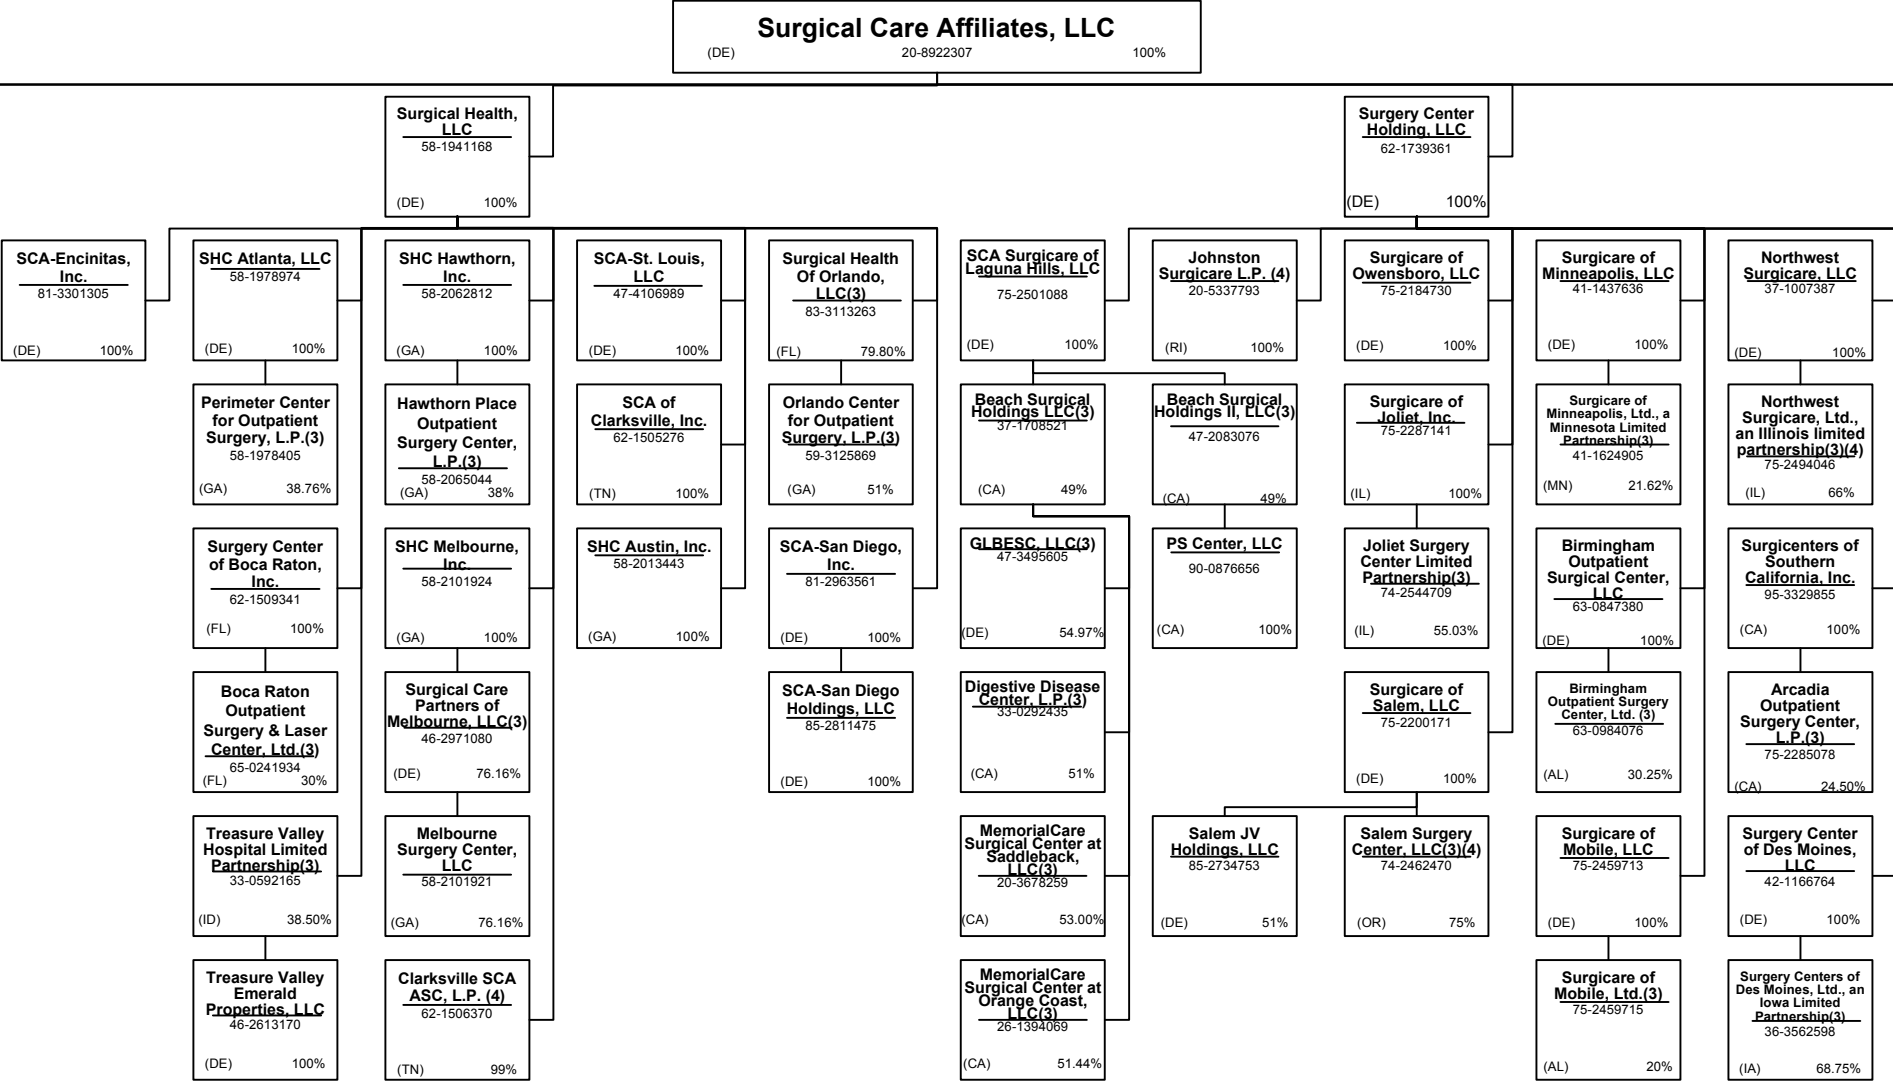 Surgical Care Affiliates, LLC
(DE) 20-8922307 100%
Surgical Health,
LLC
58-1941168
(DE) 100%
Surgery Center
Holding, LLC
62-1739361
(DE) 100%
SCA-Encinitas,
Inc.
81-3301305
(DE) 100%
SHC Atlanta, LLC
58-1978974
(DE) 100%
SHC Hawthorn,
Inc.
58-2062812
(GA) 100%
SCA-St. Louis,
LLC
47-4106989
(DE) 100%
Surgical Health
Of Orlando,
LLC(3)
83-3113263
(FL) 79.80%
SCA Surgicare of
Laguna Hills, LLC
75-2501088
(DE) 100%
Johnston
Surgicare L.P. (4)
20-5337793
(RI) 100%
Surgicare of
Owensboro, LLC
75-2184730
(DE) 100%
Surgicare of
Minneapolis, LLC
41-1437636
(DE) 100%
Northwest
Surgicare, LLC
37-1007387
(DE) 100%
Perimeter Center
for Outpatient
Surgery, L.P.(3)
58-1978405
(GA) 38.76%
Hawthorn Place
Outpatient
Surgery Center,
L.P.(3)
58-2065044
(GA) 38%
SCA of
Clarksville, Inc.
62-1505276
(TN) 100%
Orlando Center
for Outpatient
Surgery, L.P.(3)
59-3125869
(GA) 51%
Beach Surgical
Holdings LLC(3)
37-1708521
(CA) 49%
Beach Surgical
Holdings II, LLC(3)
47-2083076
(CA) 49%
Surgicare of
Joliet, Inc.
75-2287141
(IL) 100%
Surgicare of
Minneapolis, Ltd., a
Minnesota Limited
Partnership(3)
41-1624905
(MN) 21.62%
Northwest
Surgicare, Ltd.,
an Illinois limited
partnership(3)(4)
75-2494046
(IL) 66%
Surgery Center
of Boca Raton,
Inc.
62-1509341
(FL) 100%
SHC Melbourne,
Inc.
58-2101924
(GA) 100%
SHC Austin, Inc.
58-2013443
(GA) 100%
SCA-San Diego,
Inc.
81-2963561
(DE) 100%
GLBESC, LLC(3)
47-3495605
(DE) 54.97%
PS Center, LLC
90-0876656
(CA) 100%
Joliet Surgery
Center Limited
Partnership(3)
74-2544709
(IL) 55.03%
Birmingham
Outpatient
Surgical Center,
LLC
63-0847380
(DE) 100%
Surgicenters of
Southern
California, Inc.
95-3329855
(CA) 100%
Boca Raton
Outpatient
Surgery & Laser
Center, Ltd.(3)
65-0241934
(FL) 30%
Surgical Care
Partners of
Melbourne, LLC(3)
46-2971080
(DE) 76.16%
SCA-San Diego
Holdings, LLC
85-2811475
(DE) 100%
Digestive Disease
Center, L.P.(3)
33-0292435
(CA) 51%
Surgicare of
Salem, LLC
75-2200171
(DE) 100%
Birmingham
Outpatient Surgery
Center, Ltd. (3)
63-0984076
(AL) 30.25%
Arcadia
Outpatient
Surgery Center,
L.P.(3)
75-2285078
(CA) 24.50%
Treasure Valley
Hospital Limited
Partnership(3)
33-0592165
(ID) 38.50%
Melbourne
Surgery Center,
LLC
58-2101921
(GA) 76.16%
MemorialCare
Surgical Center at
Saddleback,
LLC(3)
20-3678259
(CA) 53.00%
Salem JV
Holdings, LLC
85-2734753
(DE) 51%
Salem Surgery
Center, LLC(3)(4)
74-2462470
(OR) 75%
Surgicare of
Mobile, LLC
75-2459713
(DE) 100%
Surgery Center
of Des Moines,
LLC
42-1166764
(DE) 100%
Treasure Valley
Emerald
Properties, LLC
46-2613170
(DE) 100%
Clarksville SCA
ASC, L.P. (4)
62-1506370
(TN) 99%
MemorialCare
Surgical Center at
Orange Coast,
LLC(3)
26-1394069
(CA) 51.44%
Surgicare of
Mobile, Ltd.(3)
75-2459715
(AL) 20%
Surgery Centers of
Des Moines, Ltd., an
Iowa Limited
Partnership(3)
36-3562598
(IA) 68.75%